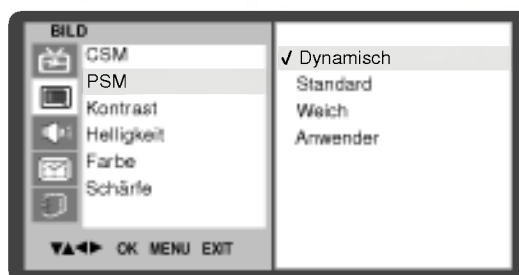 BILD
CSM
PSM
Kontrast
Helligkeit
Farbe
Schärfe
▼▲◀▶ OK MENU EXIT
✓ Dynamisch
Standard
Weich
Anwender